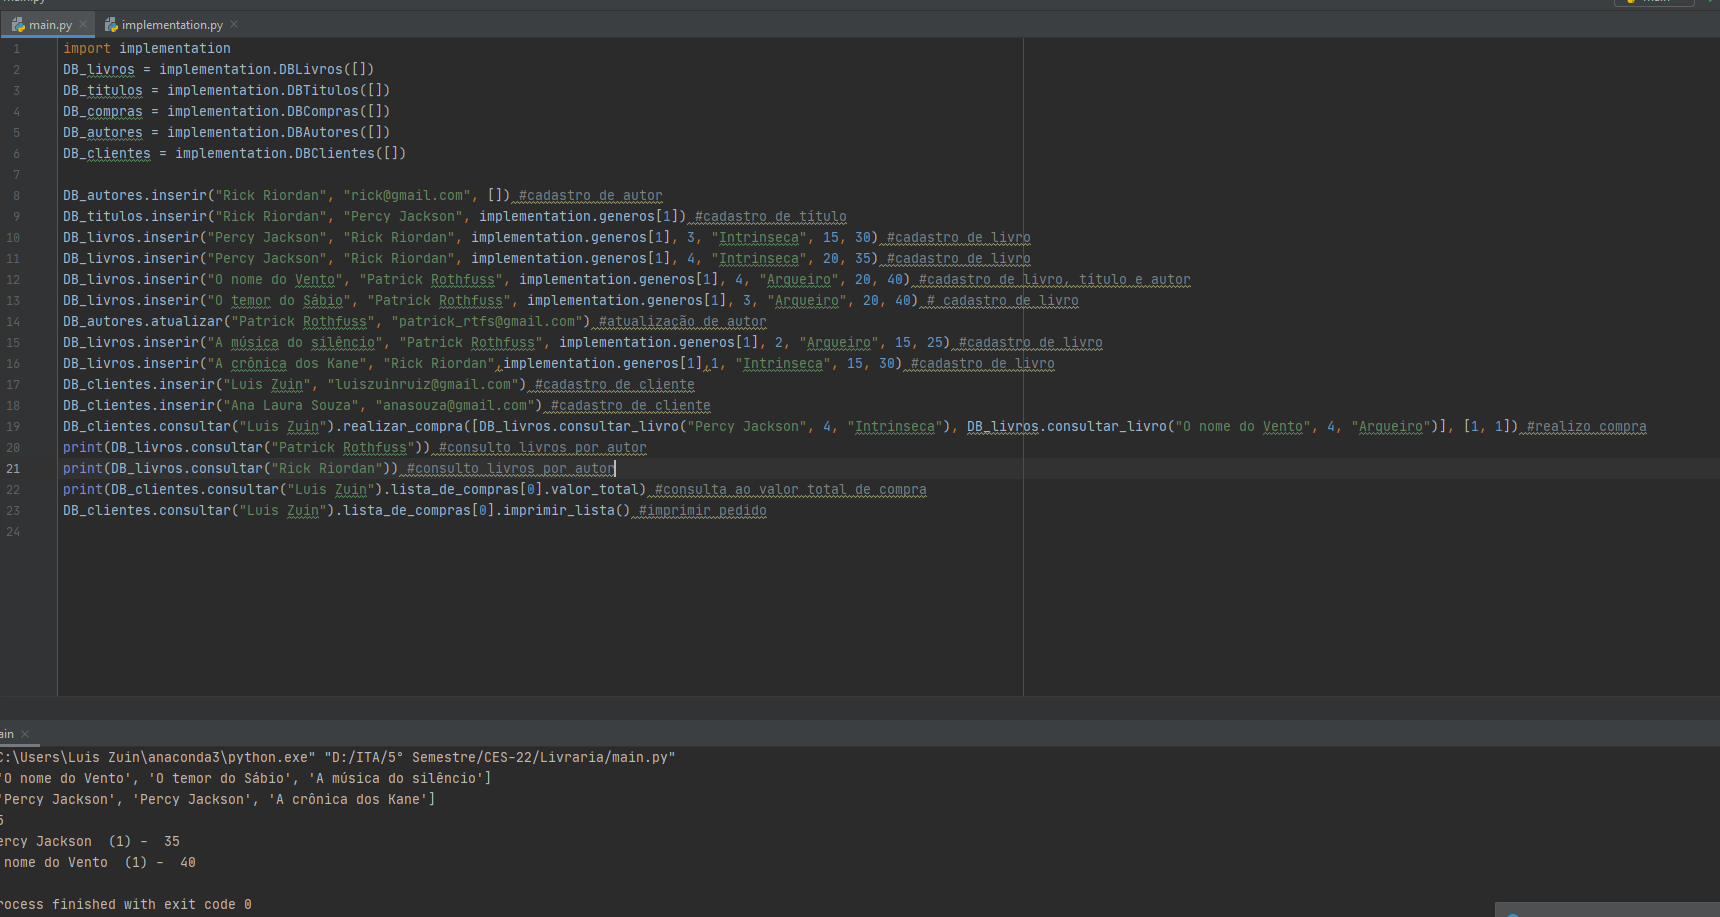 main.py
main
main.py × implementation.py ×
1 import implementation
2 DB_livros = implementation.DBLivros([])
3 DB_titulos = implementation.DBTitulos([])
4 DB_compras = implementation.DBCompras([])
5 DB_autores = implementation.DBAutores([])
6 DB_clientes = implementation.DBClientes([])
7
8 DB_autores.inserir("Rick Riordan", "rick@gmail.com", []) #cadastro de autor
9 DB_titulos.inserir("Rick Riordan", "Percy Jackson", implementation.generos[1]) #cadastro de título
10 DB_livros.inserir("Percy Jackson", "Rick Riordan", implementation.generos[1], 3, "Intrinseca", 15, 30) #cadastro de livro
11 DB_livros.inserir("Percy Jackson", "Rick Riordan", implementation.generos[1], 4, "Intrinseca", 20, 35) #cadastro de livro
12 DB_livros.inserir("O nome do Vento", "Patrick Rothfuss", implementation.generos[1], 4, "Arqueiro", 20, 40) #cadastro de livro, titulo e autor
13 DB_livros.inserir("O temor do Sábio", "Patrick Rothfuss", implementation.generos[1], 3, "Arqueiro", 20, 40) # cadastro de livro
14 DB_autores.atualizar("Patrick Rothfuss", "patrick_rtfs@gmail.com") #atualização de autor
15 DB_livros.inserir("A música do silêncio", "Patrick Rothfuss", implementation.generos[1], 2, "Arqueiro", 15, 25) #cadastro de livro
16 DB_livros.inserir("A crônica dos Kane", "Rick Riordan",implementation.generos[1],1, "Intrinseca", 15, 30) #cadastro de livro
17 DB_clientes.inserir("Luis Zuin", "luiszuinruiz@gmail.com") #cadastro de cliente
18 DB_clientes.inserir("Ana Laura Souza", "anasouza@gmail.com") #cadastro de cliente
19 DB_clientes.consultar("Luis Zuin").realizar_compra([DB_livros.consultar_livro("Percy Jackson", 4, "Intrinseca"), DB_livros.consultar_livro("O nome do Vento", 4, "Arqueiro")], [1, 1]) #realizo compra
20 print(DB_livros.consultar("Patrick Rothfuss")) #consulto livros por autor
21 print(DB_livros.consultar("Rick Riordan")) #consulto livros por autor
22 print(DB_clientes.consultar("Luis Zuin").lista_de_compras[0].valor_total) #consulta ao valor total de compra
23 DB_clientes.consultar("Luis Zuin").lista_de_compras[0].imprimir_lista() #imprimir pedido
24
ain ×
C:\Users\Luis Zuin\anaconda3\python.exe" "D:/ITA/5° Semestre/CES-22/Livraria/main.py"
'O nome do Vento', 'O temor do Sábio', 'A música do silêncio']
'Percy Jackson', 'Percy Jackson', 'A crônica dos Kane']
5
ercy Jackson  (1) -  35
nome do Vento  (1) -  40
rocess finished with exit code 0